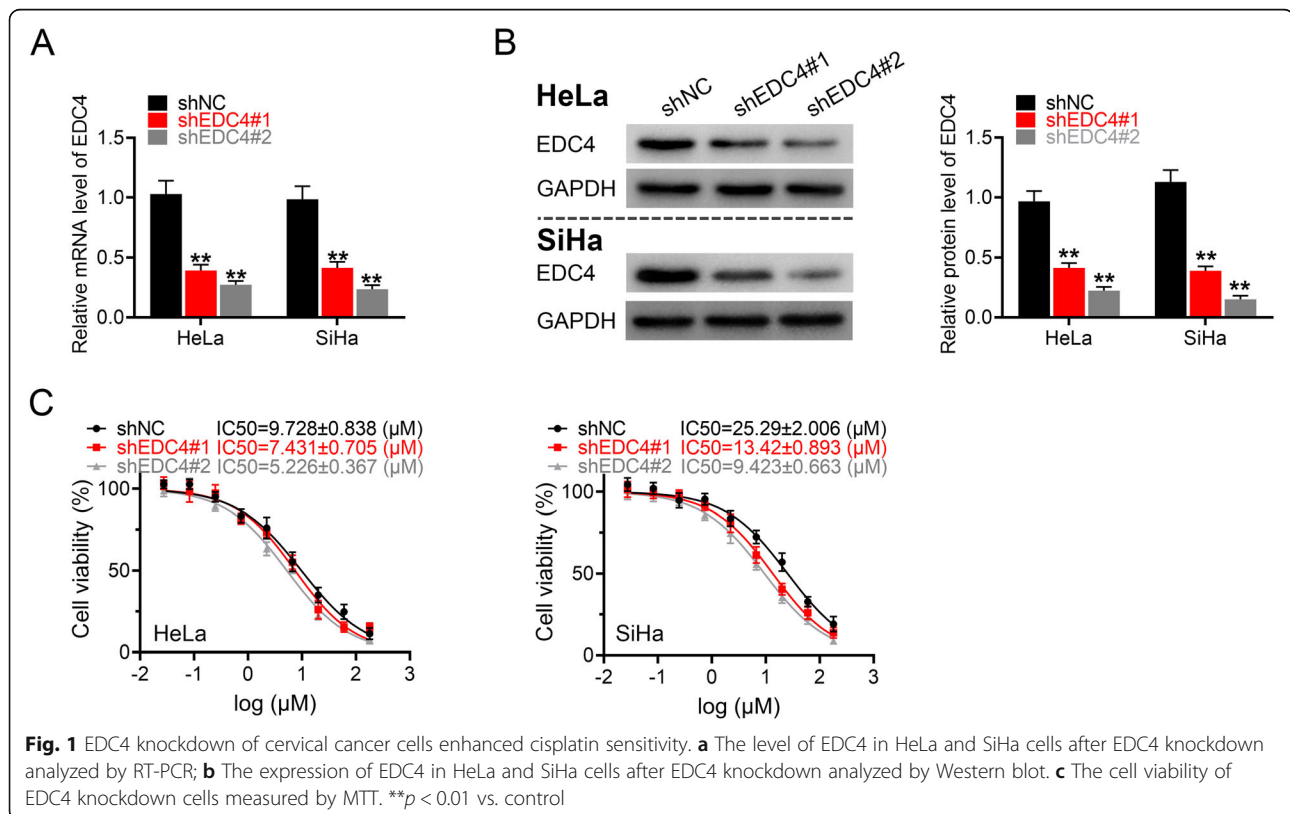 A
shNC
shEDC4#1
shEDC4#2
Relative mRNA level of EDC4
1.5
1.0
0.5
0.0
** ** ** **
HeLa SiHa
B
shNC shEDC4#1 shEDC4#2
HeLa
EDC4
GAPDH
SiHa
EDC4
GAPDH
shNC
shEDC4#1
shEDC4#2
Relative protein level of EDC4
1.5
1.0
0.5
0.0
** ** ** **
HeLa SiHa
C
shNC IC50=9.728±0.838 (μM)
shEDC4#1 IC50=7.431±0.705 (μM)
shEDC4#2 IC50=5.226±0.367 (μM)
Cell viability (%)
100
50
0
HeLa
-2 -1 0 1 2 3
log (μM)
shNC IC50=25.29±2.006 (μM)
shEDC4#1 IC50=13.42±0.893 (μM)
shEDC4#2 IC50=9.423±0.663 (μM)
Cell viability (%)
100
50
0
SiHa
-2 -1 0 1 2 3
log (μM)
Fig. 1 EDC4 knockdown of cervical cancer cells enhanced cisplatin sensitivity. a The level of EDC4 in HeLa and SiHa cells after EDC4 knockdown
analyzed by RT-PCR; b The expression of EDC4 in HeLa and SiHa cells after EDC4 knockdown analyzed by Western blot. c The cell viability of
EDC4 knockdown cells measured by MTT. **p < 0.01 vs. control